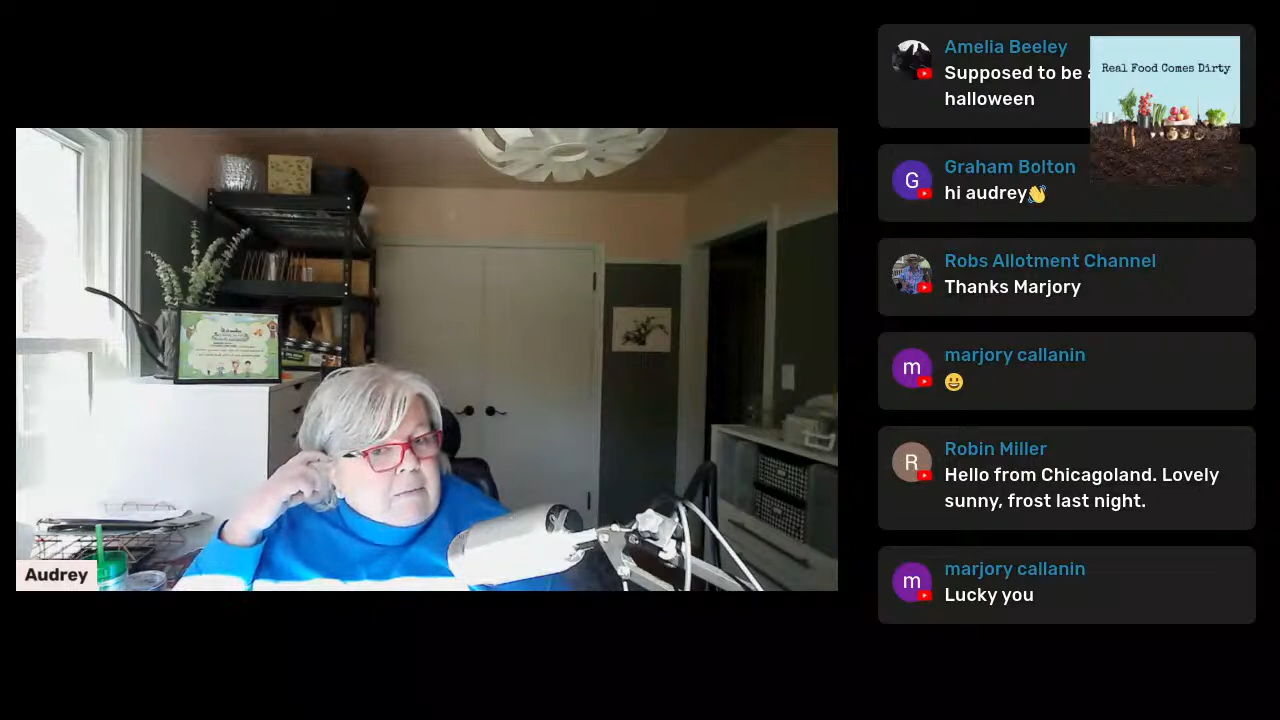 Amelia Beeley
Supposed to be
halloween
Real Food Comes Dirty
G
Graham Bolton
hi audrey👋
Robs Allotment Channel
Thanks Marjory
m
marjory callanin
😀
R
Robin Miller
Hello from Chicagoland. Lovely
sunny, frost last night.
m
marjory callanin
Lucky you
Audrey